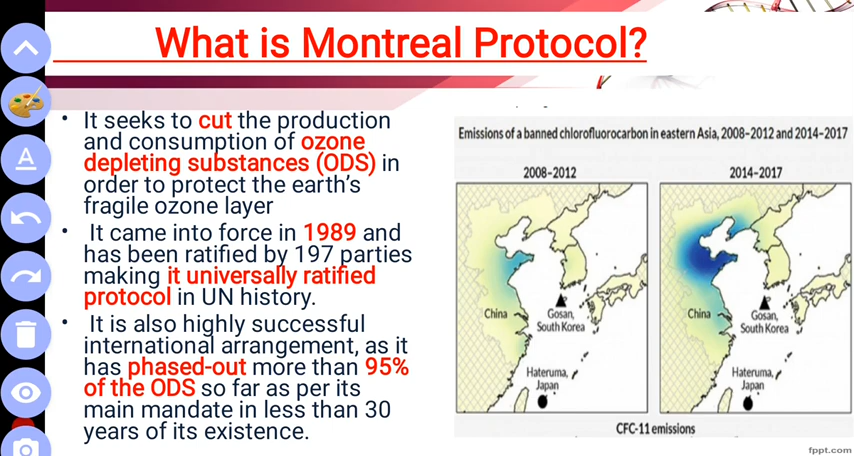 What is Montreal Protocol?
• It seeks to cut the production
and consumption of ozone
depleting substances (ODS) in
order to protect the earth's
fragile ozone layer
• It came into force in 1989 and
has been ratified by 197 parties
making it universally ratified
protocol in UN history.
• It is also highly successful
international arrangement, as it
has phased-out more than 95%
of the ODS so far as per its
main mandate in less than 30
years of its existence.
Emissions of a banned chlorofluorocarbon in eastern Asia, 2008–2012 and 2014–2017
2008–2012
China
Gosan,
South Korea
Hateruma,
Japan
2014–2017
China
Gosan,
South Korea
Hateruma,
Japan
CFC-11 emissions
fppt.com
A